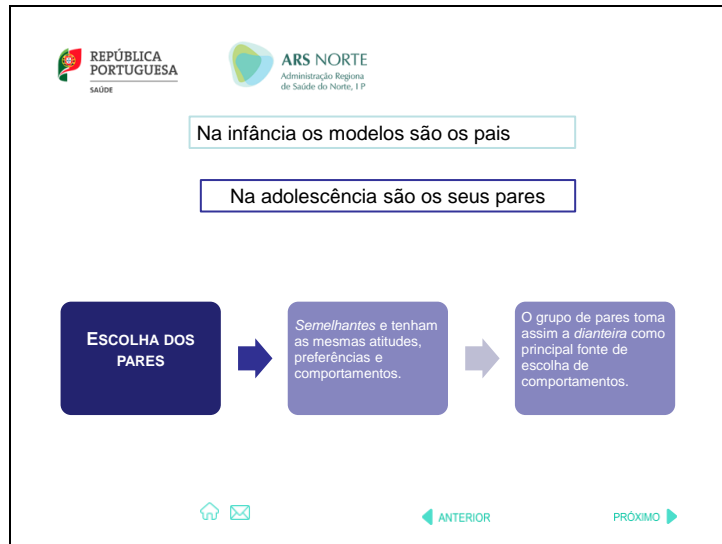 REPÚBLICA
PORTUGUESA
SAÚDE
ARS NORTE
Administração Regiona
de Saúde do Norte, I P
Na infância os modelos são os pais
Na adolescência são os seus pares
ESCOLHA DOS
PARES
Semelhantes e tenham
as mesmas atitudes,
preferências e
comportamentos.
O grupo de pares toma
assim a dianteira como
principal fonte de
escolha de
comportamentos.
ANTERIOR
PRÓXIMO